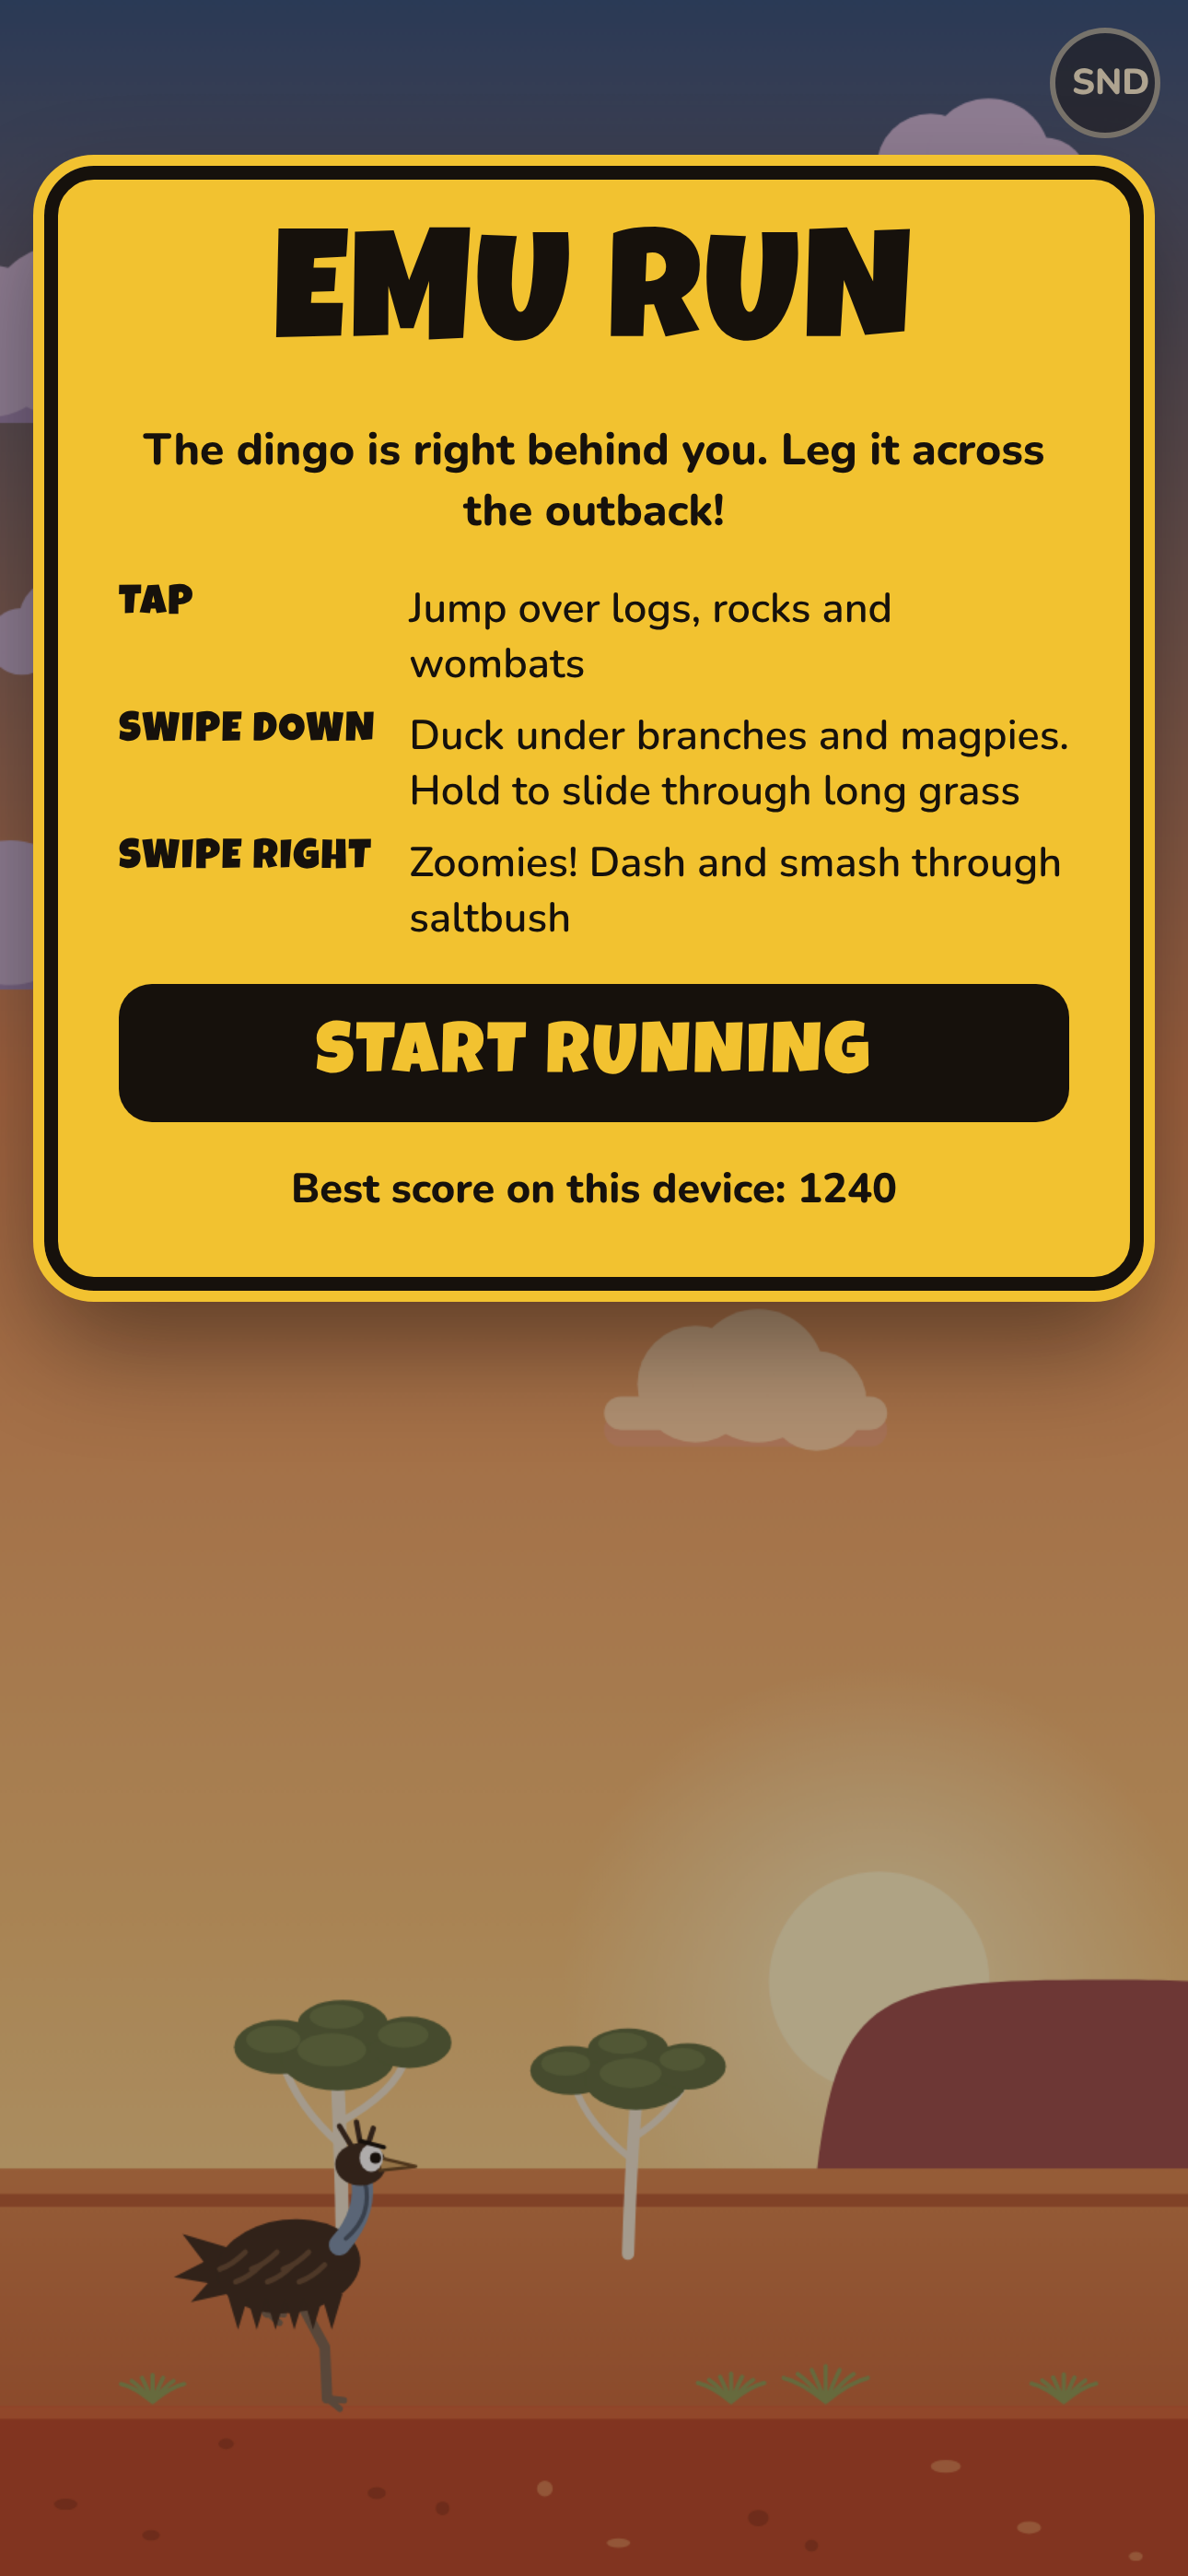 SND
EMU RUN
The dingo is right behind you. Leg it across
the outback!
TAP
Jump over logs, rocks and
wombats
SWIPE DOWN
Duck under branches and magpies.
Hold to slide through long grass
SWIPE RIGHT
Zoomies! Dash and smash through
saltbush
START RUNNING
Best score on this device: 1240